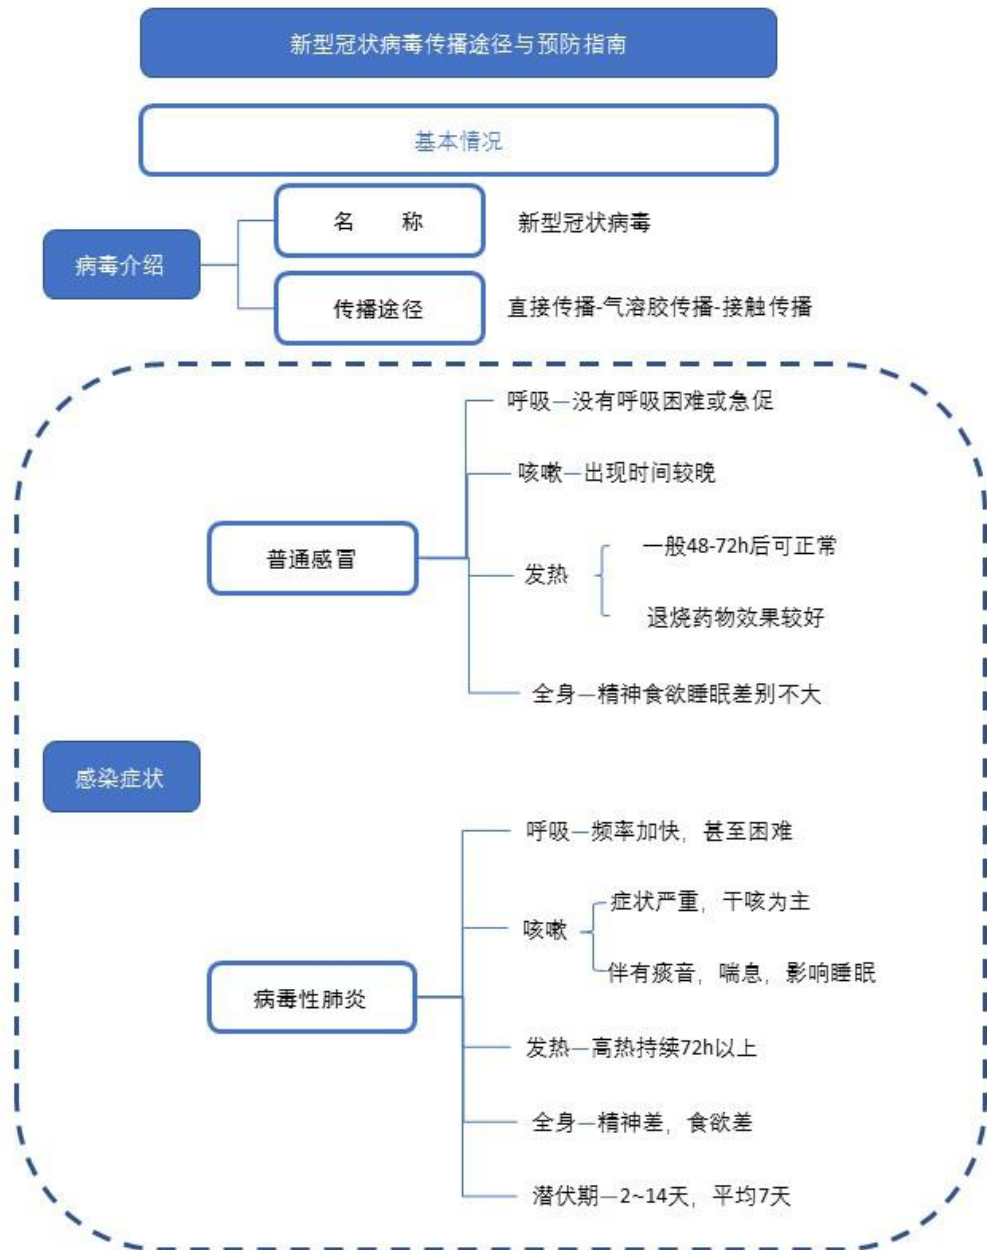 新型冠状病毒传播途径与预防指南
基本情况
病毒介绍
名 称
新型冠状病毒
传播途径
直接传播-气溶胶传播-接触传播
感染症状
普通感冒
呼吸—没有呼吸困难或急促
咳嗽—出现时间较晚
发热
一般48-72h后可正常
退烧药物效果较好
全身—精神食欲睡眠差别不大
病毒性肺炎
呼吸—频率加快，甚至困难
咳嗽
症状严重，干咳为主
伴有痰音，喘息，影响睡眠
发热—高热持续72h以上
全身—精神差，食欲差
潜伏期—2~14天，平均7天